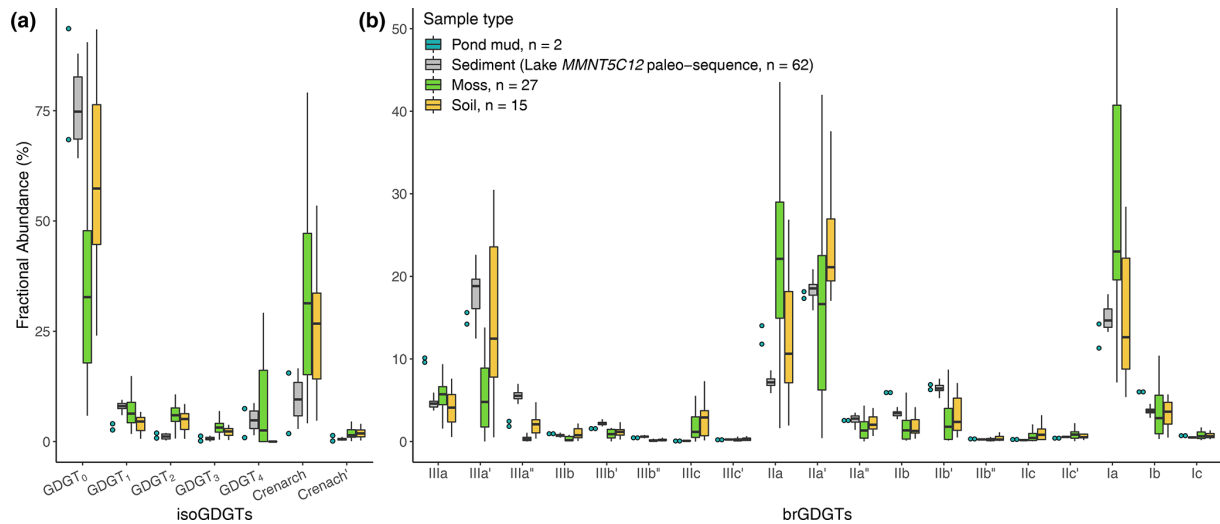 (a)
Fractional Abundance (%)
75
50
25
0
GDGT₀
GDGT₁
GDGT₂
GDGT₃
GDGT₄
Crenarch
Crenach'
isoGDGTs
(b)
Sample type
Pond mud, n = 2
Sediment (Lake MMNT5C12 paleo−sequence, n = 62)
Moss, n = 27
Soil, n = 15
50
40
30
20
10
0
IIIa
IIIa'
IIIa"
IIIb
IIIb'
IIIb"
IIIc
IIIc'
IIa
IIa'
IIa"
IIb
IIb'
IIb"
IIc
IIc'
Ia
Ib
Ic
brGDGTs